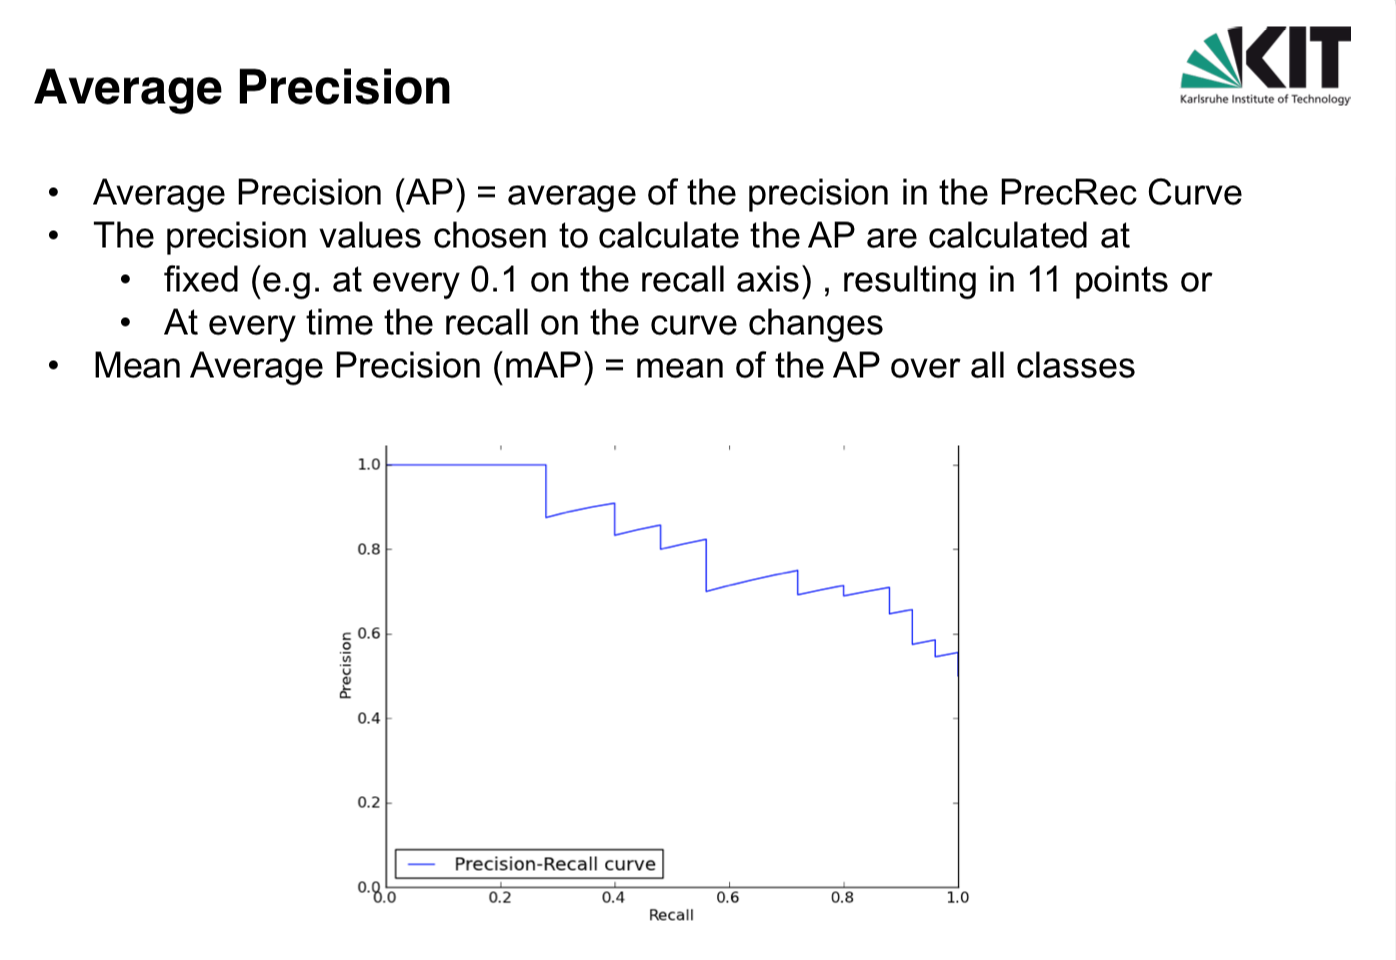 KIT
Karlsruhe Institute of Technology
Average Precision
• Average Precision (AP) = average of the precision in the PrecRec Curve
• The precision values chosen to calculate the AP are calculated at
• fixed (e.g. at every 0.1 on the recall axis) , resulting in 11 points or
• At every time the recall on the curve changes
• Mean Average Precision (mAP) = mean of the AP over all classes
1.0
0.8
0.6
0.4
0.2
0.0
Precision
Precision-Recall curve
0.0 0.2 0.4 0.6 0.8 1.0
Recall